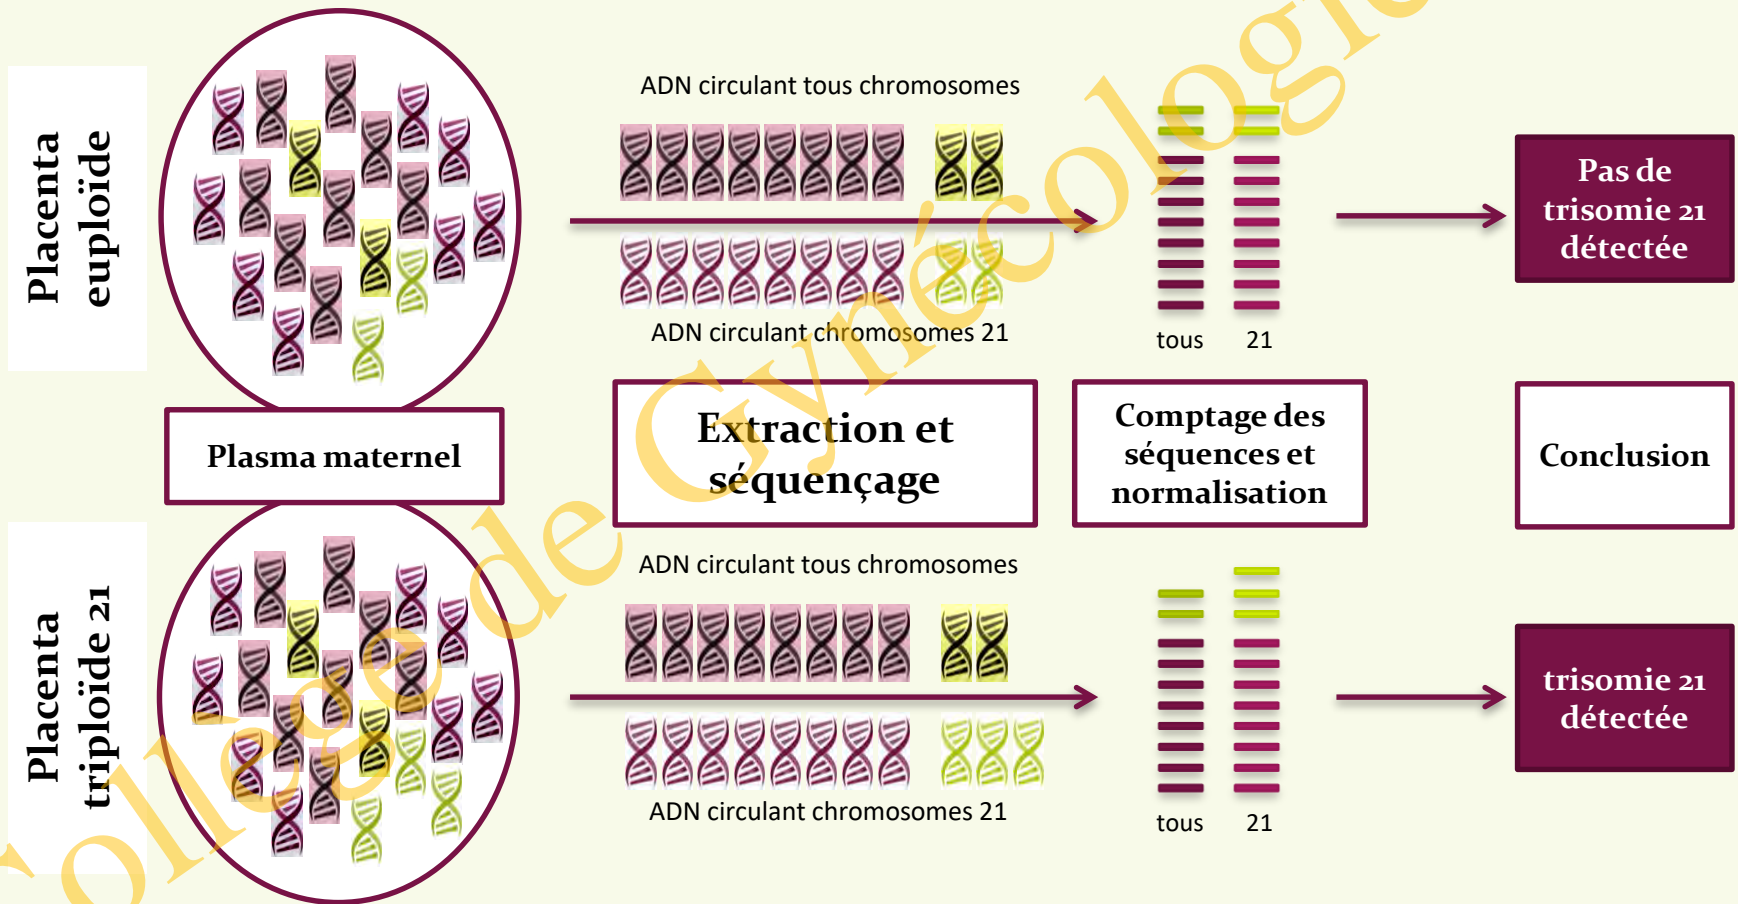 Placenta
euploïde
ADN circulant tous chromosomes
ADN circulant chromosomes 21
tous 21
Pas de
trisomie 21
détectée
Plasma maternel
Extraction et
séquençage
Comptage des
séquences et
normalisation
Conclusion
Placenta
triploïde 21
ADN circulant tous chromosomes
ADN circulant chromosomes 21
tous 21
trisomie 21
détectée
Collège de Gynécologie